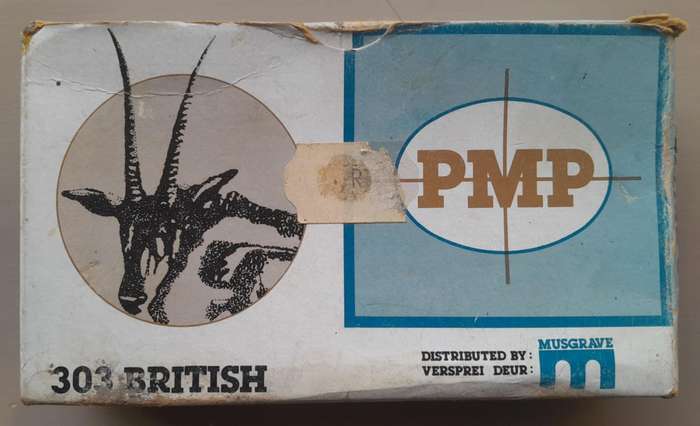 R
PMP
303 BRITISH
DISTRIBUTED BY:
VERSPREI DEUR:
MUSGRAVE
m